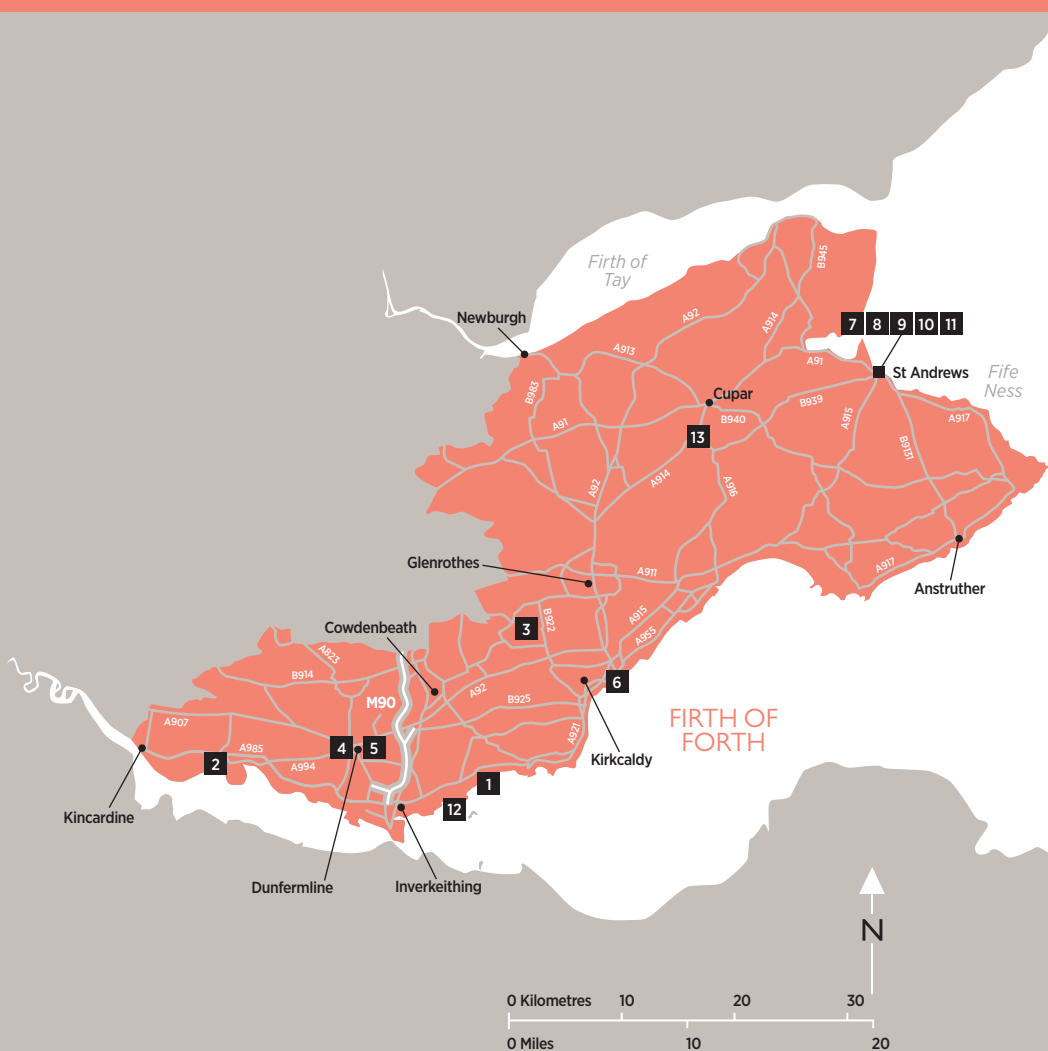 Firth of
Tay
B945
Newburgh
A92
A914
7 8 9 10 11
A913
A91
St Andrews
Fife
Ness
B983
Cupar
B939
A915
A917
B940
B9131
A91
13
A92
A914
A916
Glenrothes
A911
A917
Anstruther
Cowdenbeath
3
B922
A915
A955
A823
B914
A92
6
M90
B925
FIRTH OF
FORTH
A907
A921
4 5
A985
Kirkcaldy
2
A994
1
Kincardine
12
Dunfermline
Inverkeithing
N
0 Kilometres 10 20 30
0 Miles 10 20